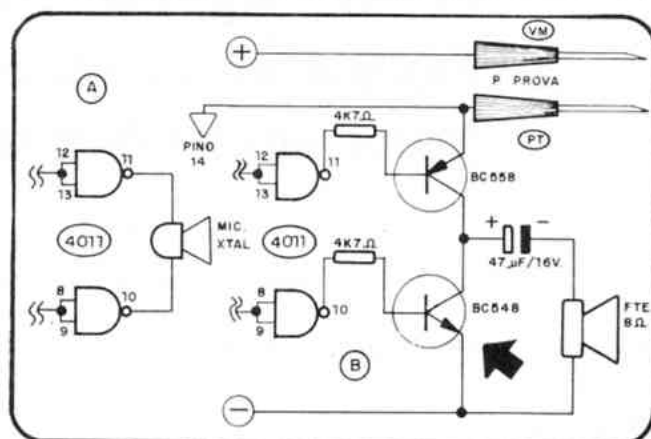 +
VM
P PROVA
PT
A
PINO
14
4K7Ω
12
13
11
12
13
11
BC558
4011
MIC.
XTAL
4011
+
-
47µF/16V.
4K7Ω
8
9
10
8
9
10
BC548
FTE
8Ω
B
−